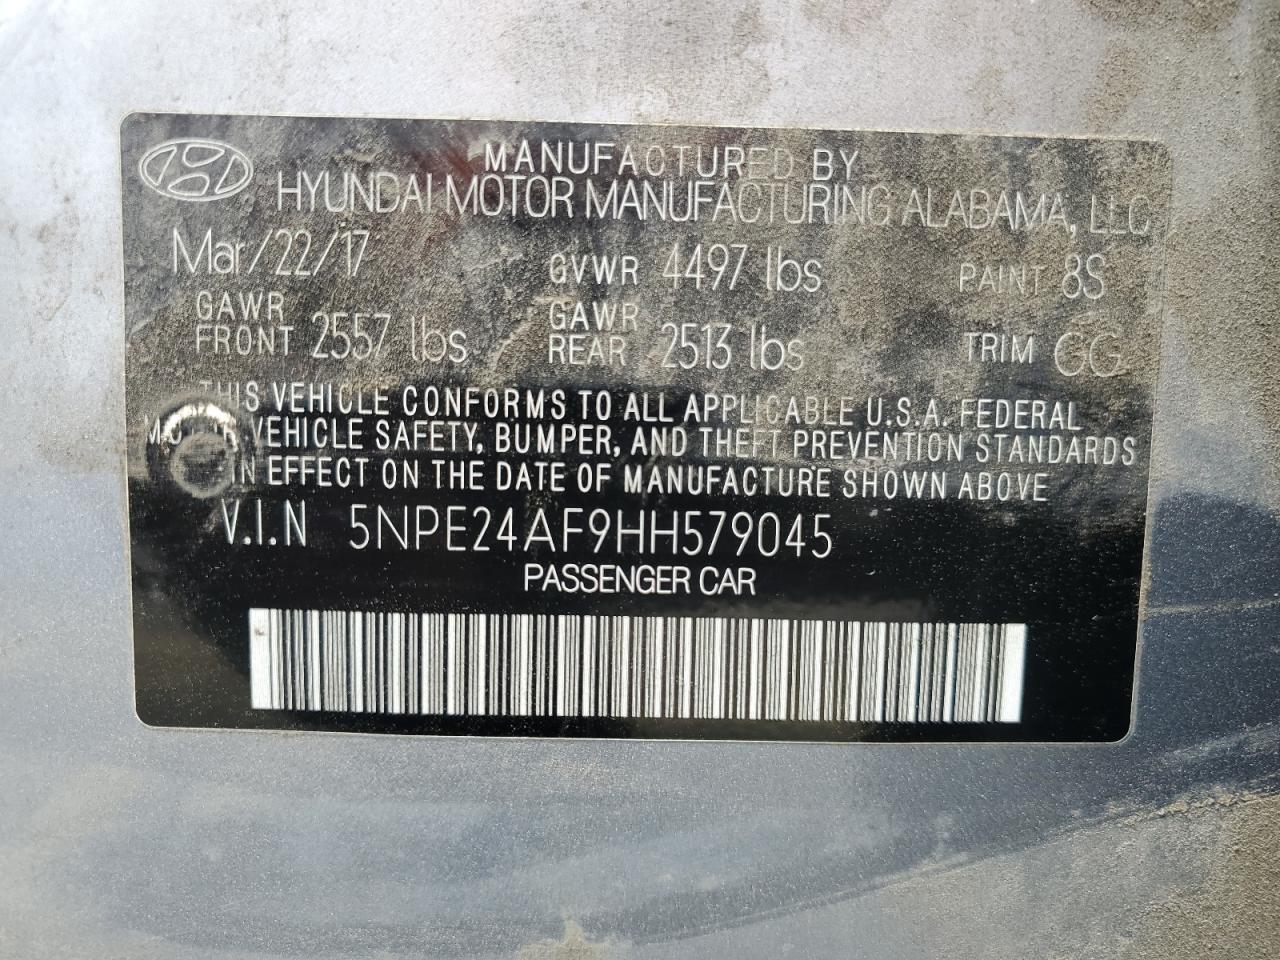 MANUFACTURED BY
HYUNDAI MOTOR MANUFACTURING ALABAMA, LLC
Mar/22/17 GVWR 4497 lbs PAINT 8S
GAWR FRONT 2557 lbs GAWR REAR 2513 lbs TRIM GG
THIS VEHICLE CONFORMS TO ALL APPLICABLE U.S.A. FEDERAL
MOTOR VEHICLE SAFETY, BUMPER, AND THEFT PREVENTION STANDARDS
IN EFFECT ON THE DATE OF MANUFACTURE SHOWN ABOVE
V.I.N 5NPE24AF9HH579045
PASSENGER CAR